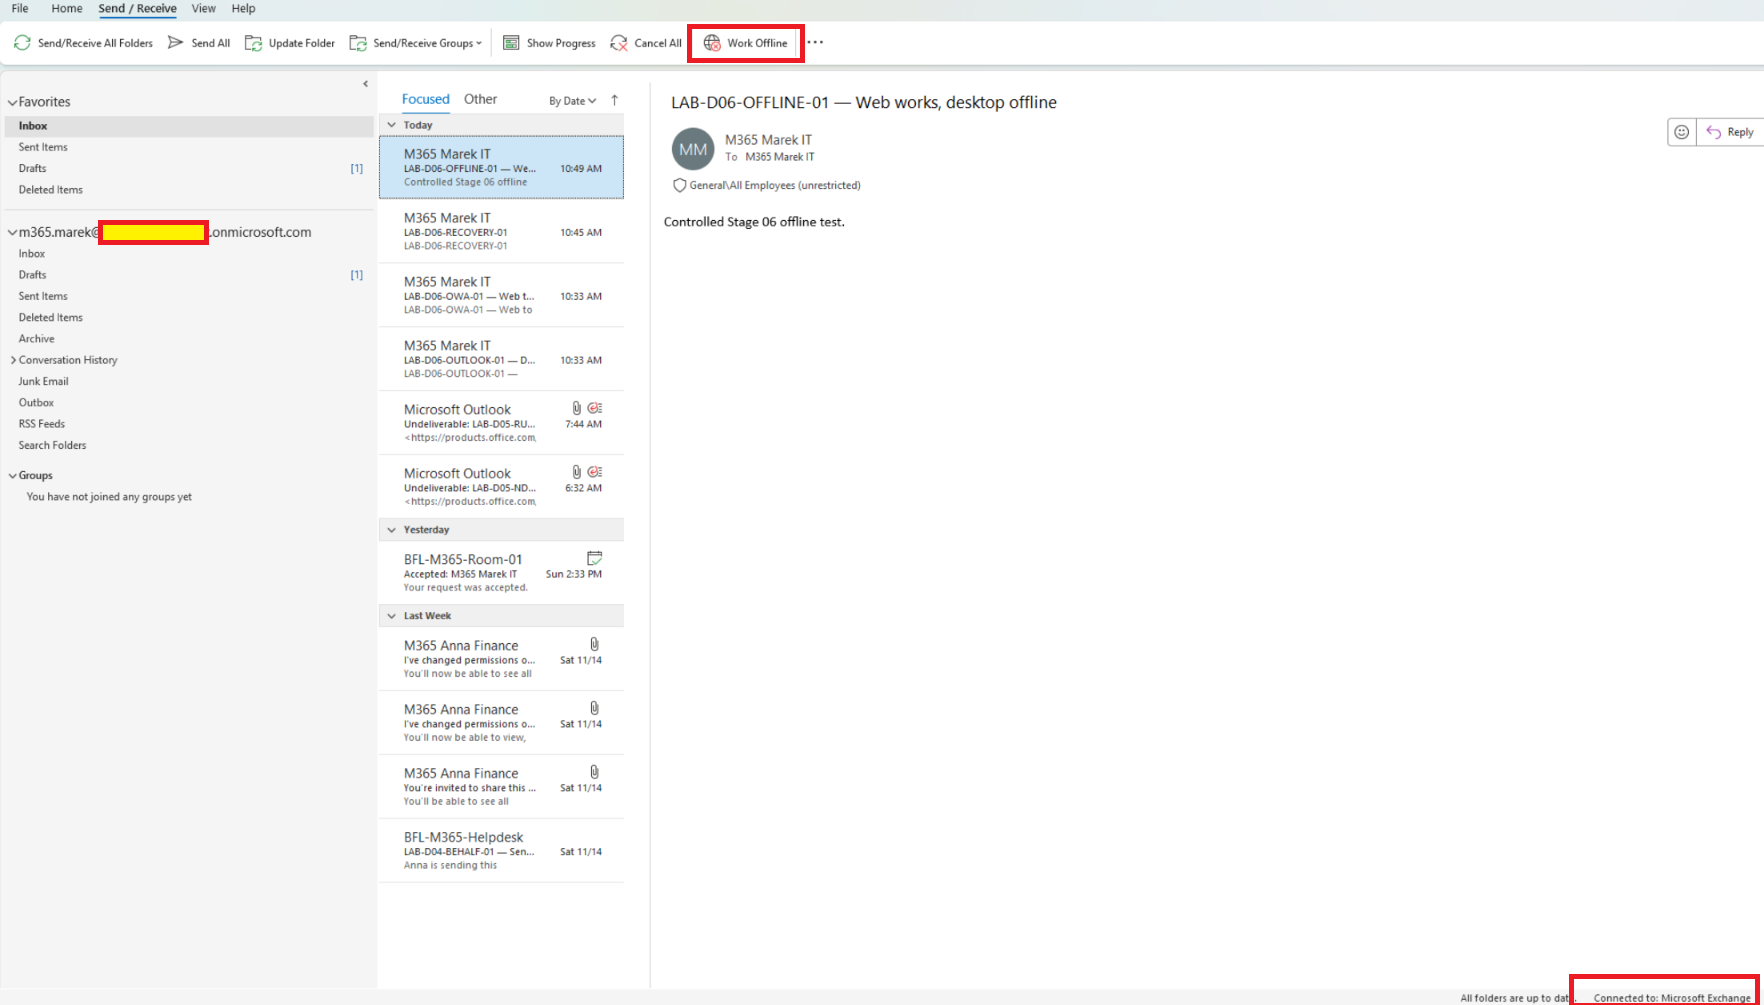 File Home Send / Receive View Help
Send/Receive All Folders Send All Update Folder Send/Receive Groups Show Progress Cancel All Work Offline ...
Favorites
Inbox
Sent Items
Drafts [1]
Deleted Items
m365.marek@ .onmicrosoft.com
Inbox
Drafts [1]
Sent Items
Deleted Items
Archive
Conversation History
Junk Email
Outbox
RSS Feeds
Search Folders
Groups
You have not joined any groups yet
Focused Other By Date
Today
M365 Marek IT
LAB-D06-OFFLINE-01 — We... 10:49 AM
Controlled Stage 06 offline
M365 Marek IT
LAB-D06-RECOVERY-01 10:45 AM
LAB-D06-RECOVERY-01
M365 Marek IT
LAB-D06-OWA-01 — Web t... 10:33 AM
LAB-D06-OWA-01 — Web to
M365 Marek IT
LAB-D06-OUTLOOK-01 — D... 10:33 AM
LAB-D06-OUTLOOK-01 —
Microsoft Outlook
Undeliverable: LAB-D05-RU... 7:44 AM
<https://products.office.com,
Microsoft Outlook
Undeliverable: LAB-D05-ND... 6:32 AM
<https://products.office.com,
Yesterday
BFL-M365-Room-01
Accepted: M365 Marek IT Sun 2:33 PM
Your request was accepted.
Last Week
M365 Anna Finance
I've changed permissions o... Sat 11/14
You'll now be able to see all
M365 Anna Finance
I've changed permissions o... Sat 11/14
You'll now be able to view,
M365 Anna Finance
You're invited to share this ... Sat 11/14
You'll be able to see all
BFL-M365-Helpdesk
LAB-D04-BEHALF-01 — Sen... Sat 11/14
Anna is sending this
LAB-D06-OFFLINE-01 — Web works, desktop offline
MM
M365 Marek IT
To M365 Marek IT
Reply
General\All Employees (unrestricted)
Controlled Stage 06 offline test.
All folders are up to date. Connected to: Microsoft Exchange